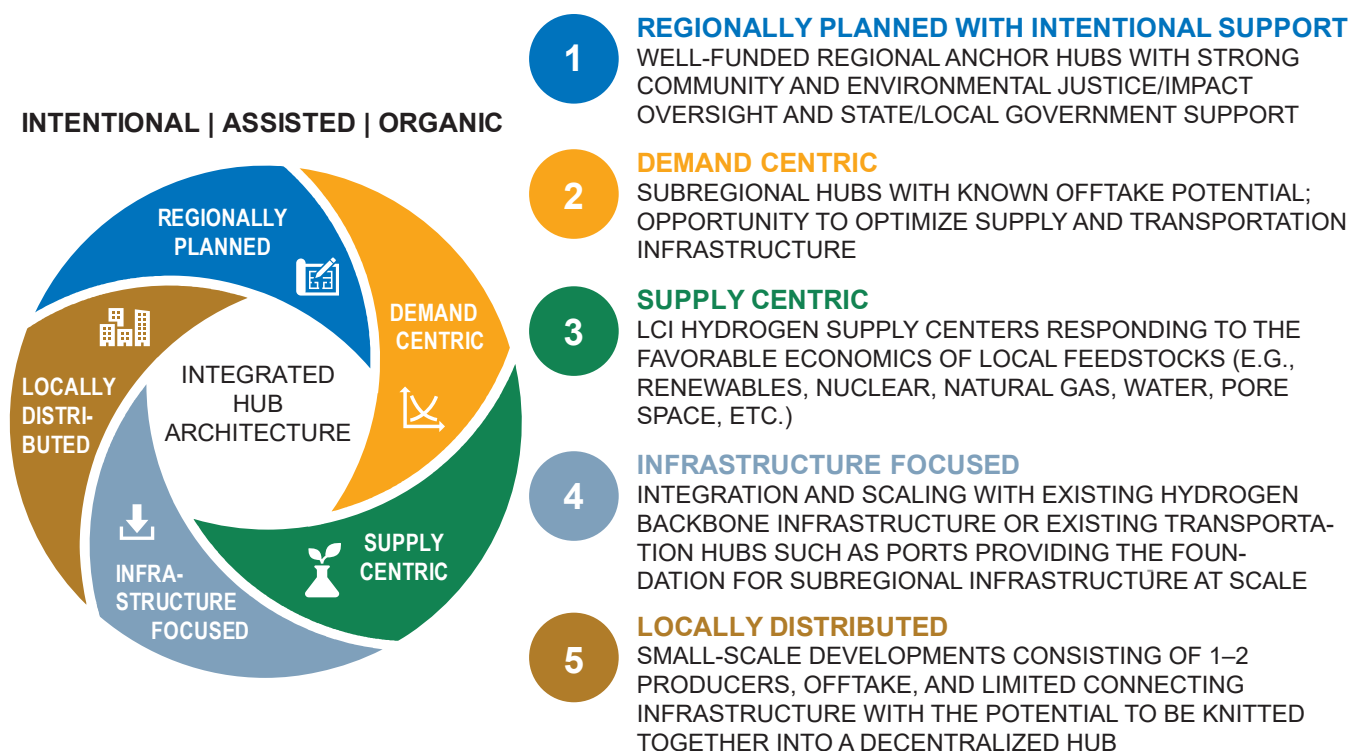 INTENTIONAL | ASSISTED | ORGANIC
REGIONALLY
PLANNED
DEMAND
CENTRIC
SUPPLY
CENTRIC
INFRA-
STRUCTURE
FOCUSED
LOCALLY
DISTRI-
BUTED
INTEGRATED
HUB
ARCHITECTURE
1
REGIONALLY PLANNED WITH INTENTIONAL SUPPORT
WELL-FUNDED REGIONAL ANCHOR HUBS WITH STRONG
COMMUNITY AND ENVIRONMENTAL JUSTICE/IMPACT
OVERSIGHT AND STATE/LOCAL GOVERNMENT SUPPORT
2
DEMAND CENTRIC
SUBREGIONAL HUBS WITH KNOWN OFFTAKE POTENTIAL;
OPPORTUNITY TO OPTIMIZE SUPPLY AND TRANSPORTATION
INFRASTRUCTURE
3
SUPPLY CENTRIC
LCI HYDROGEN SUPPLY CENTERS RESPONDING TO THE
FAVORABLE ECONOMICS OF LOCAL FEEDSTOCKS (E.G.,
RENEWABLES, NUCLEAR, NATURAL GAS, WATER, PORE
SPACE, ETC.)
4
INFRASTRUCTURE FOCUSED
INTEGRATION AND SCALING WITH EXISTING HYDROGEN
BACKBONE INFRASTRUCTURE OR EXISTING TRANSPORTA-
TION HUBS SUCH AS PORTS PROVIDING THE FOUN-
DATION FOR SUBREGIONAL INFRASTRUCTURE AT SCALE
5
LOCALLY DISTRIBUTED
SMALL-SCALE DEVELOPMENTS CONSISTING OF 1–2
PRODUCERS, OFFTAKE, AND LIMITED CONNECTING
INFRASTRUCTURE WITH THE POTENTIAL TO BE KNITTED
TOGETHER INTO A DECENTRALIZED HUB